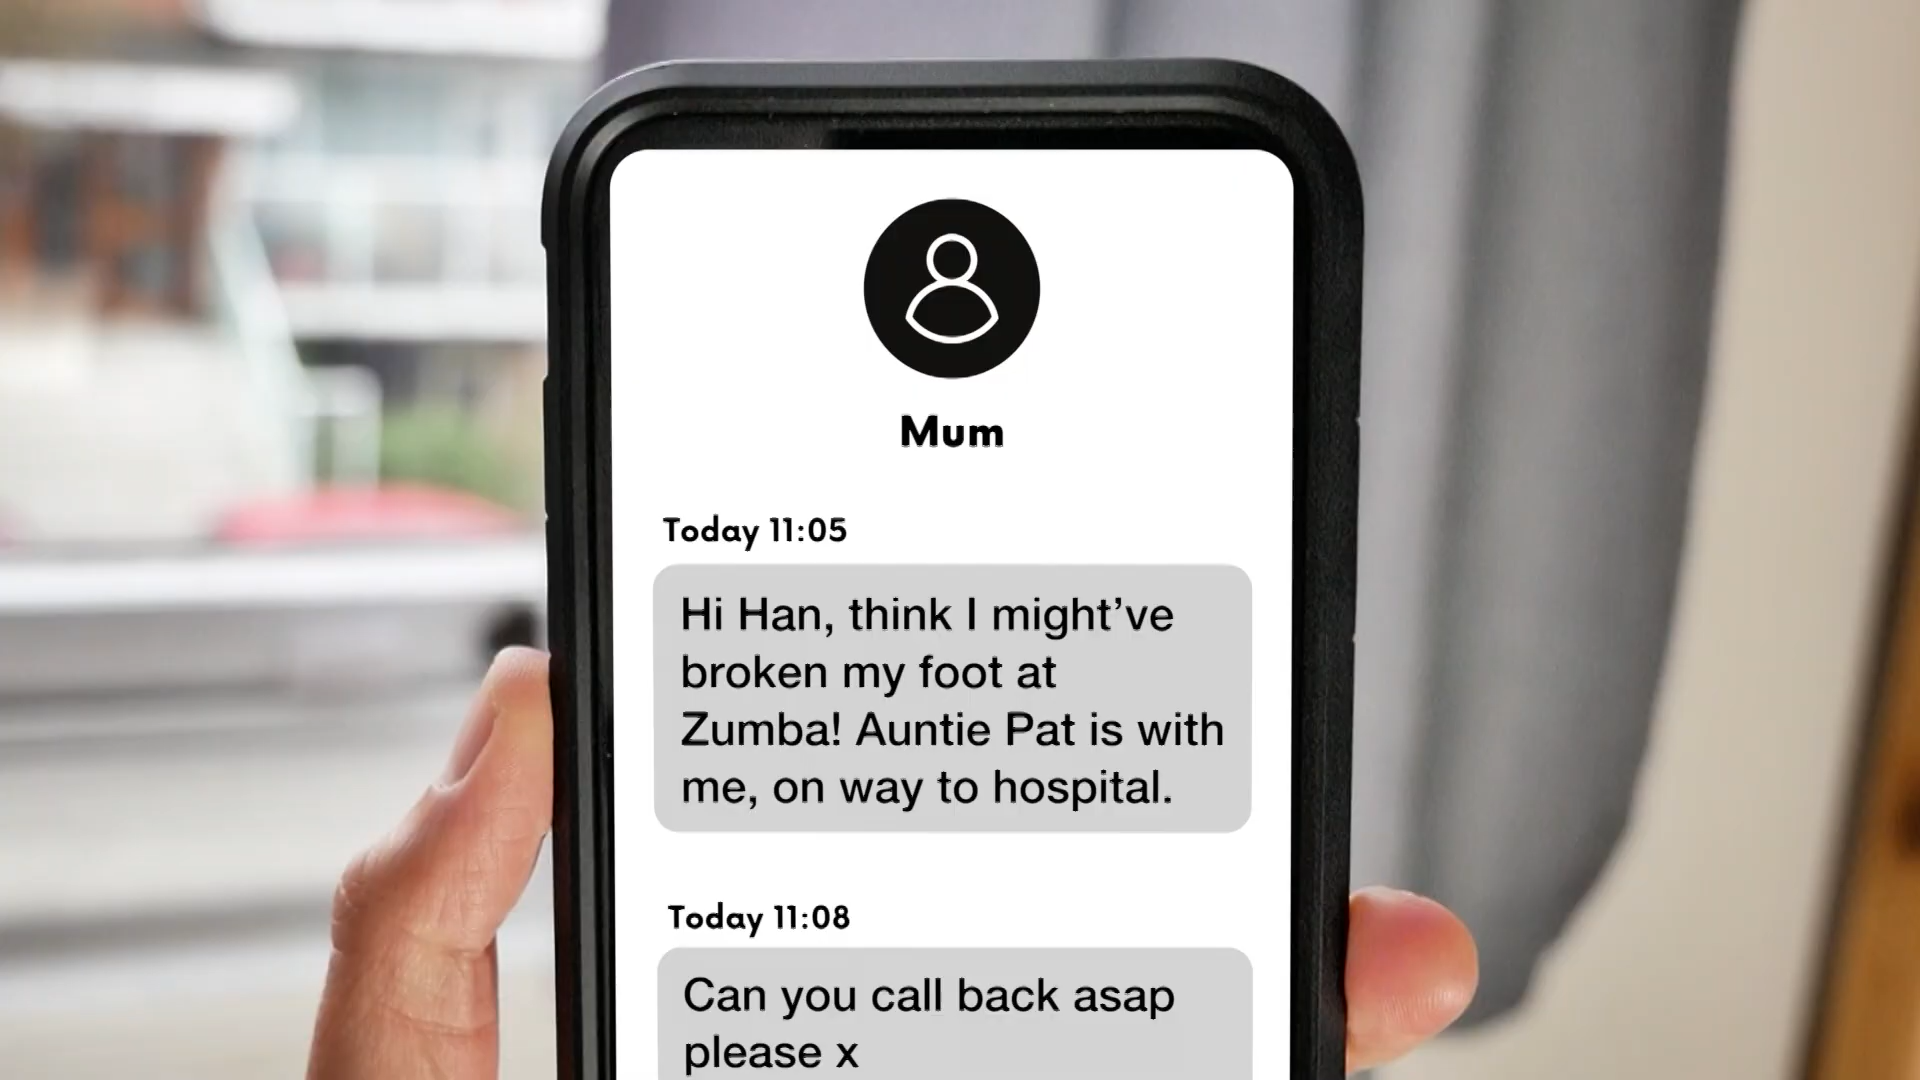 Mum
Today 11:05
Hi Han, think I might’ve
broken my foot at
Zumba! Auntie Pat is with
me, on way to hospital.
Today 11:08
Can you call back asap
please x